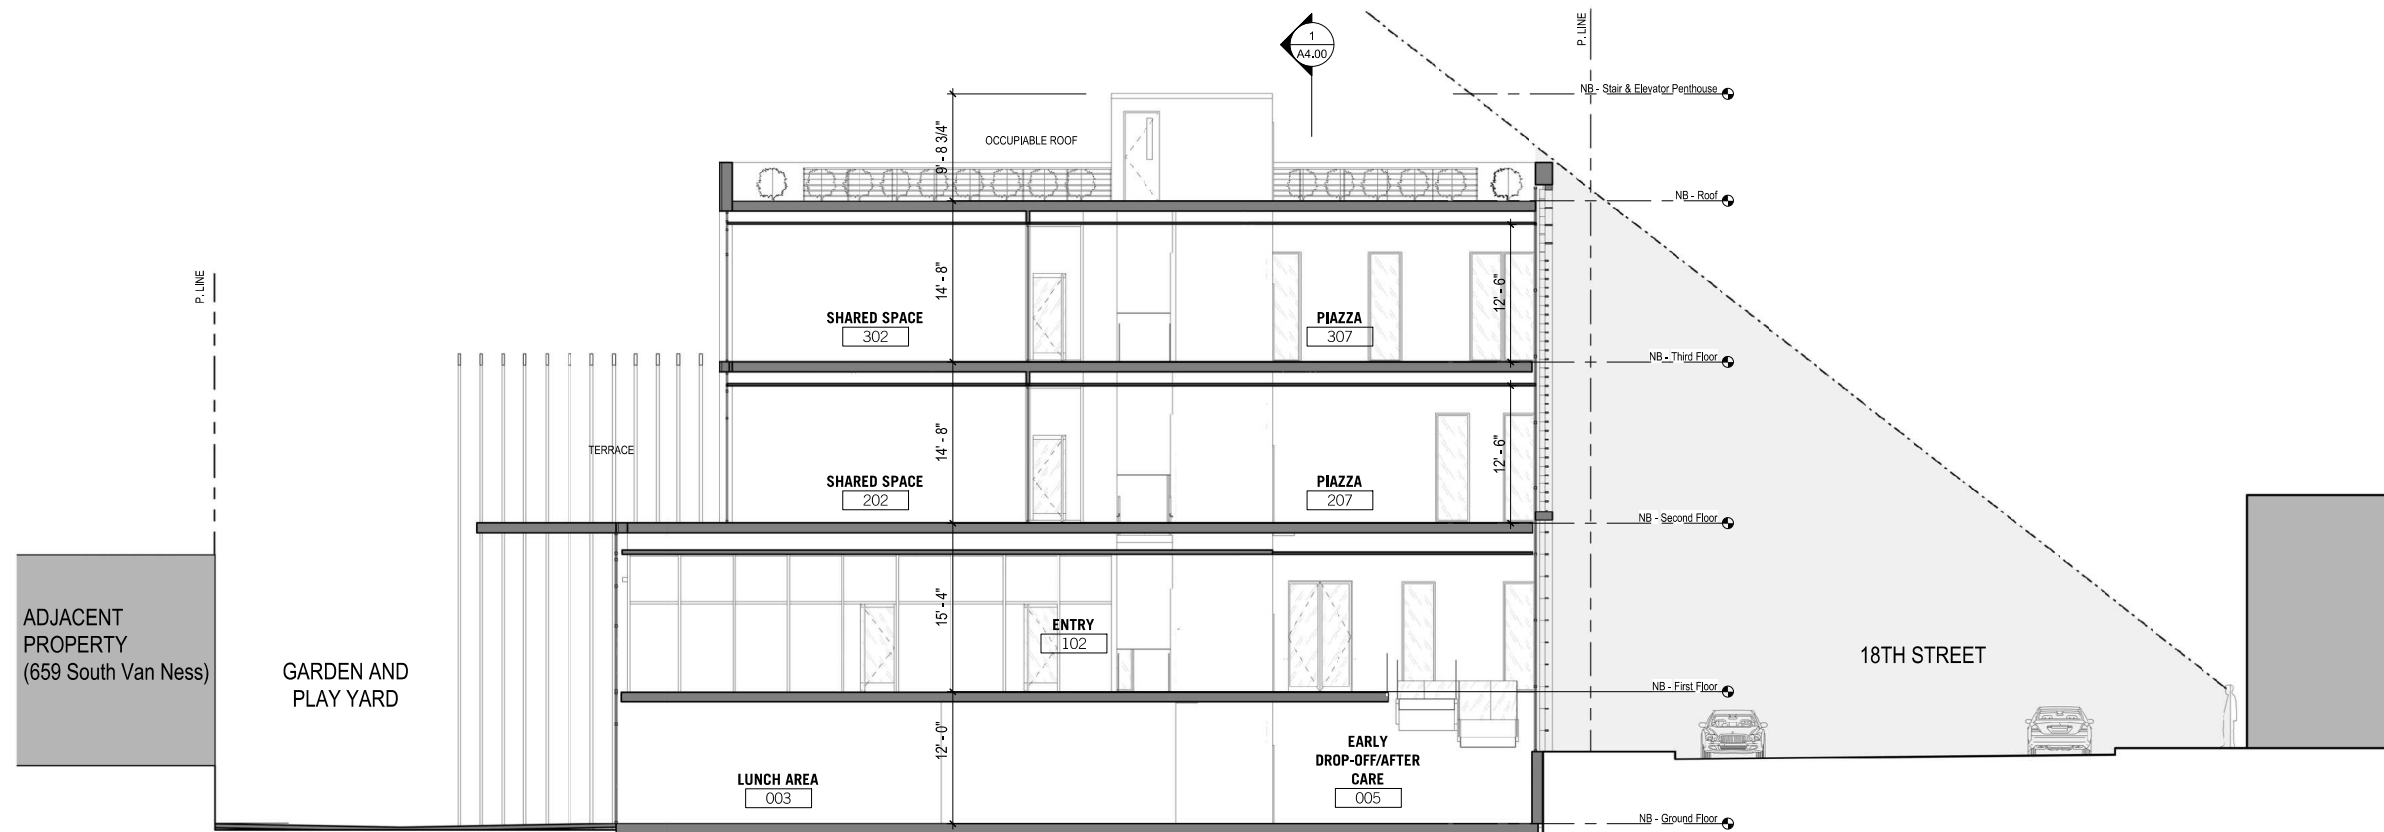 1
A4.00
P. LINE
NB - Stair & Elevator Penthouse
9' - 8 3/4"
OCCUPIABLE ROOF
NB - Roof
P. LINE
14' - 8"
12' - 6"
SHARED SPACE
302
PIAZZA
307
NB - Third Floor
TERRACE
14' - 8"
12' - 6"
SHARED SPACE
202
PIAZZA
207
NB - Second Floor
ADJACENT
PROPERTY
(659 South Van Ness)
GARDEN AND
PLAY YARD
15' - 4"
ENTRY
102
18TH STREET
NB - First Floor
12' - 0"
LUNCH AREA
003
EARLY
DROP-OFF/AFTER
CARE
005
NB - Ground Floor